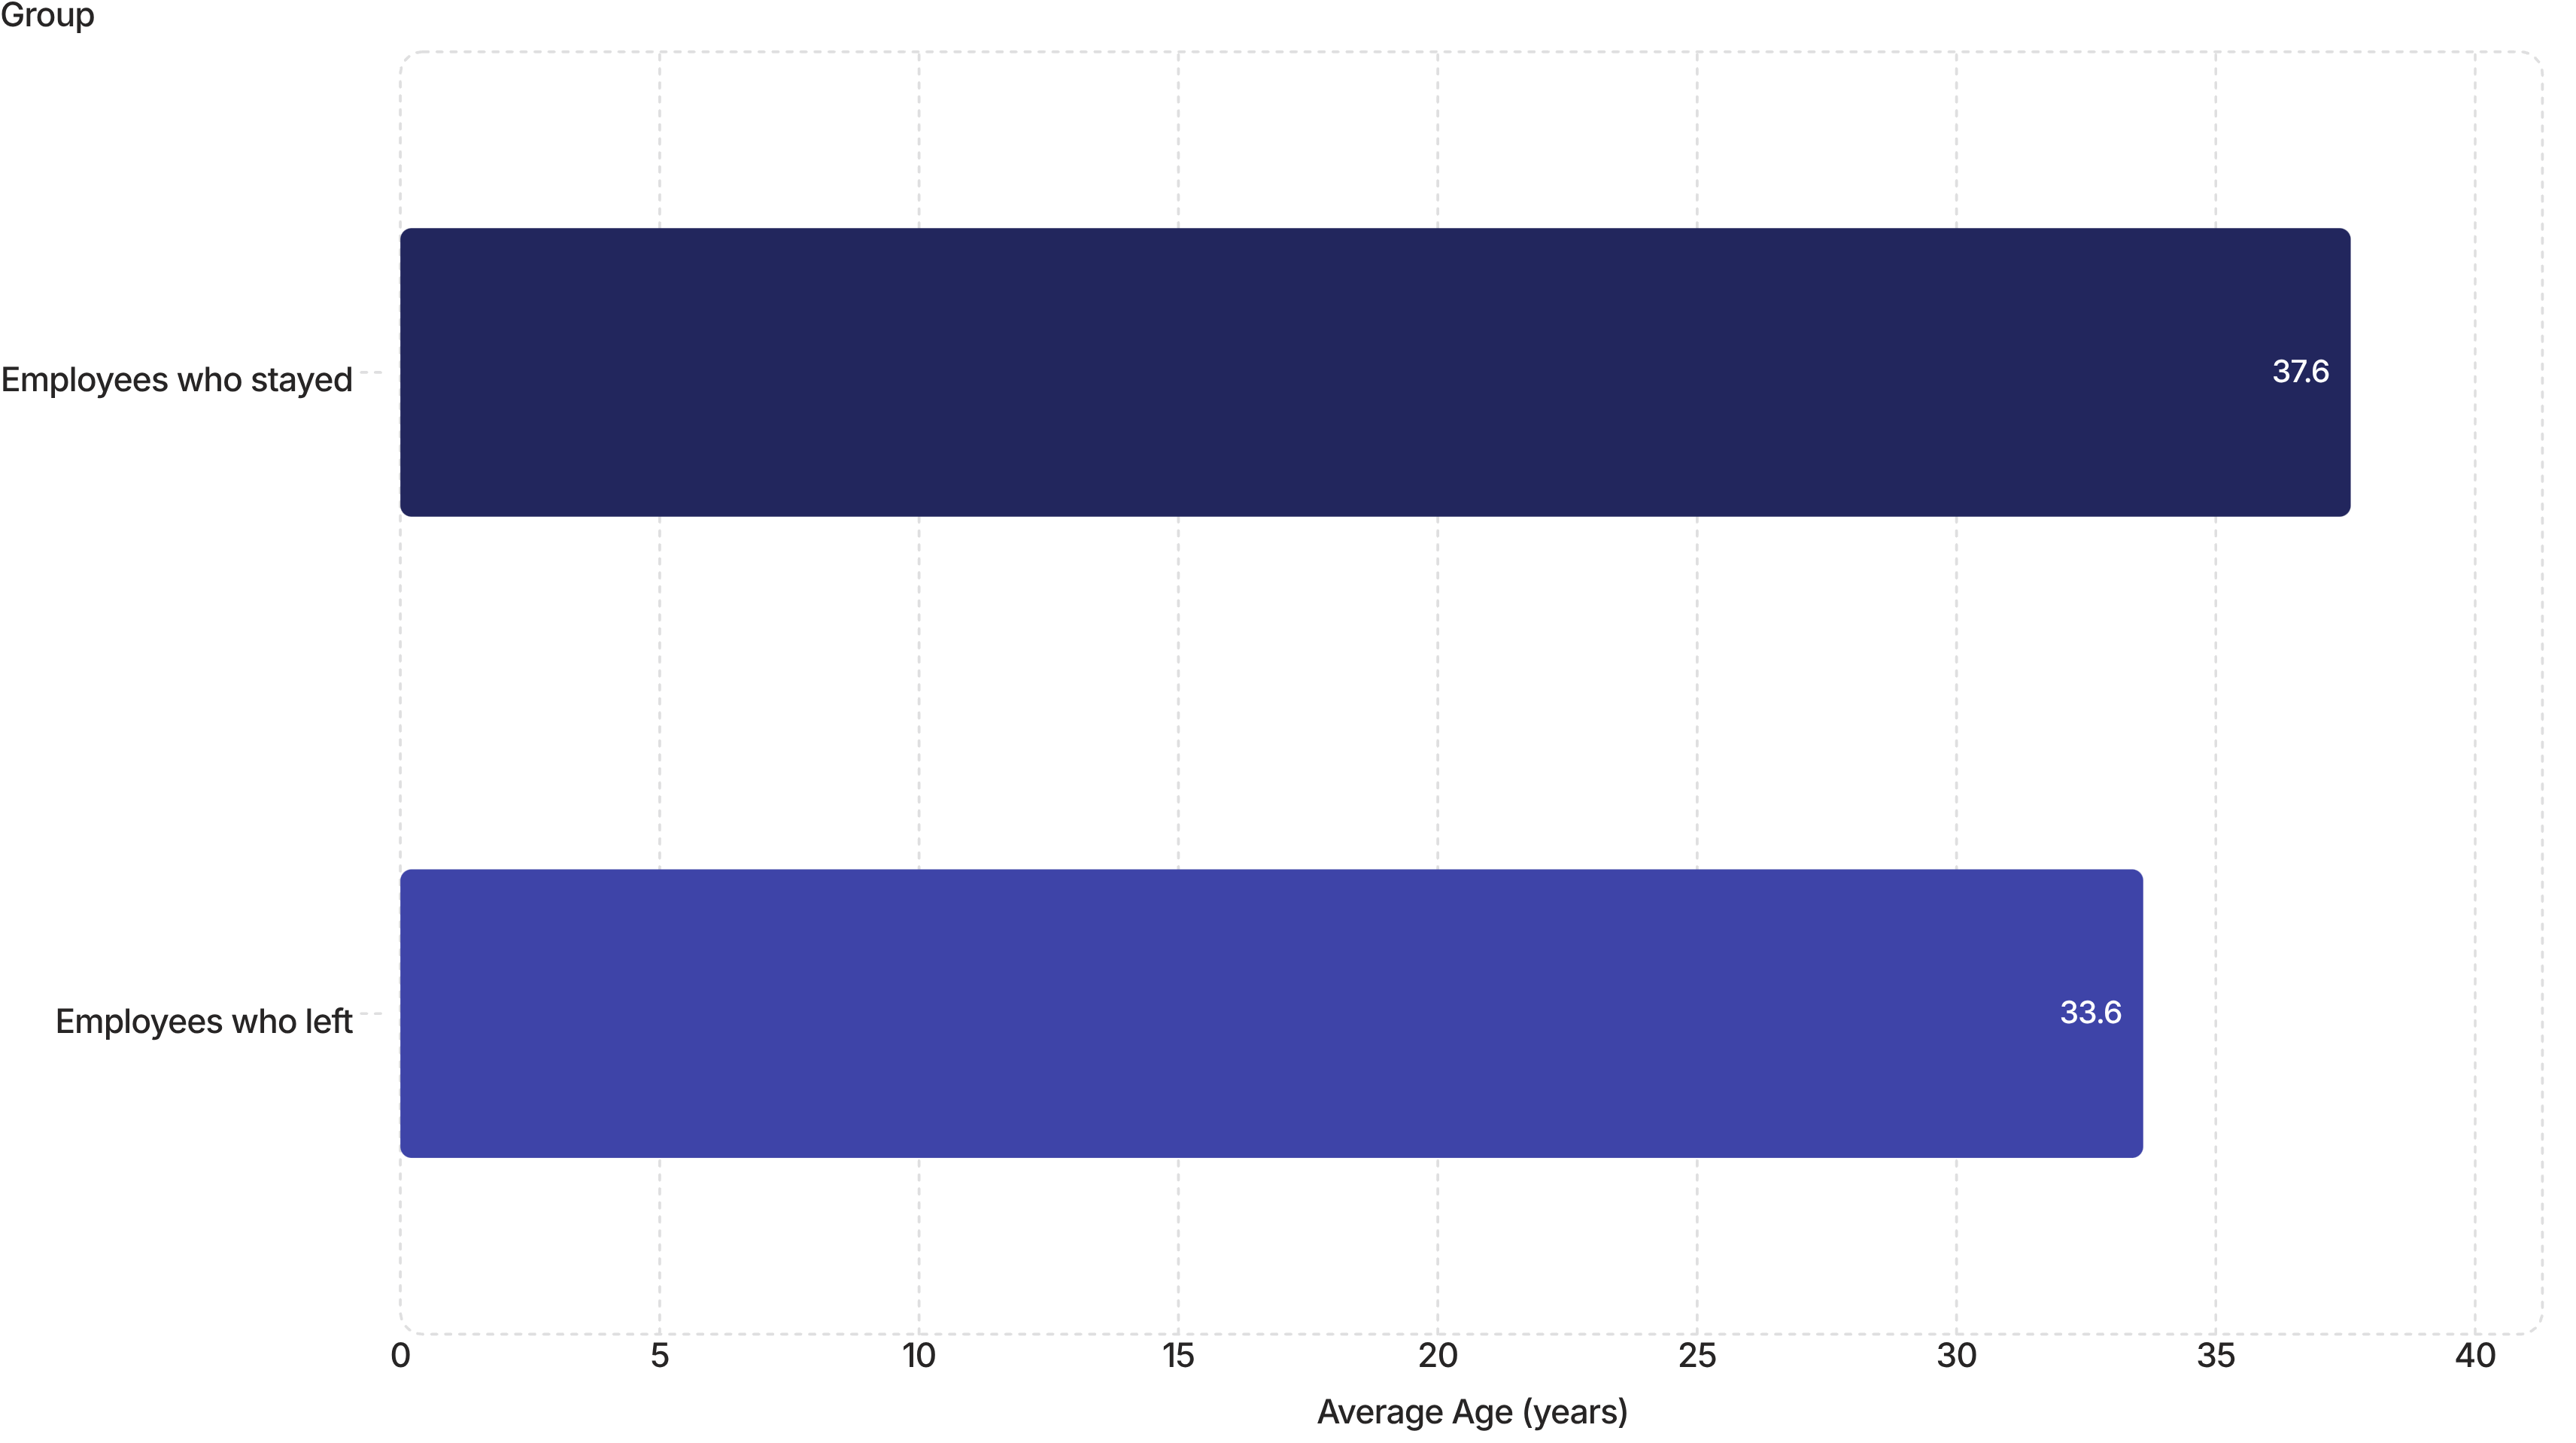 Group
Employees who stayed
37.6
Employees who left
33.6
0 5 10 15 20 25 30 35 40
Average Age (years)